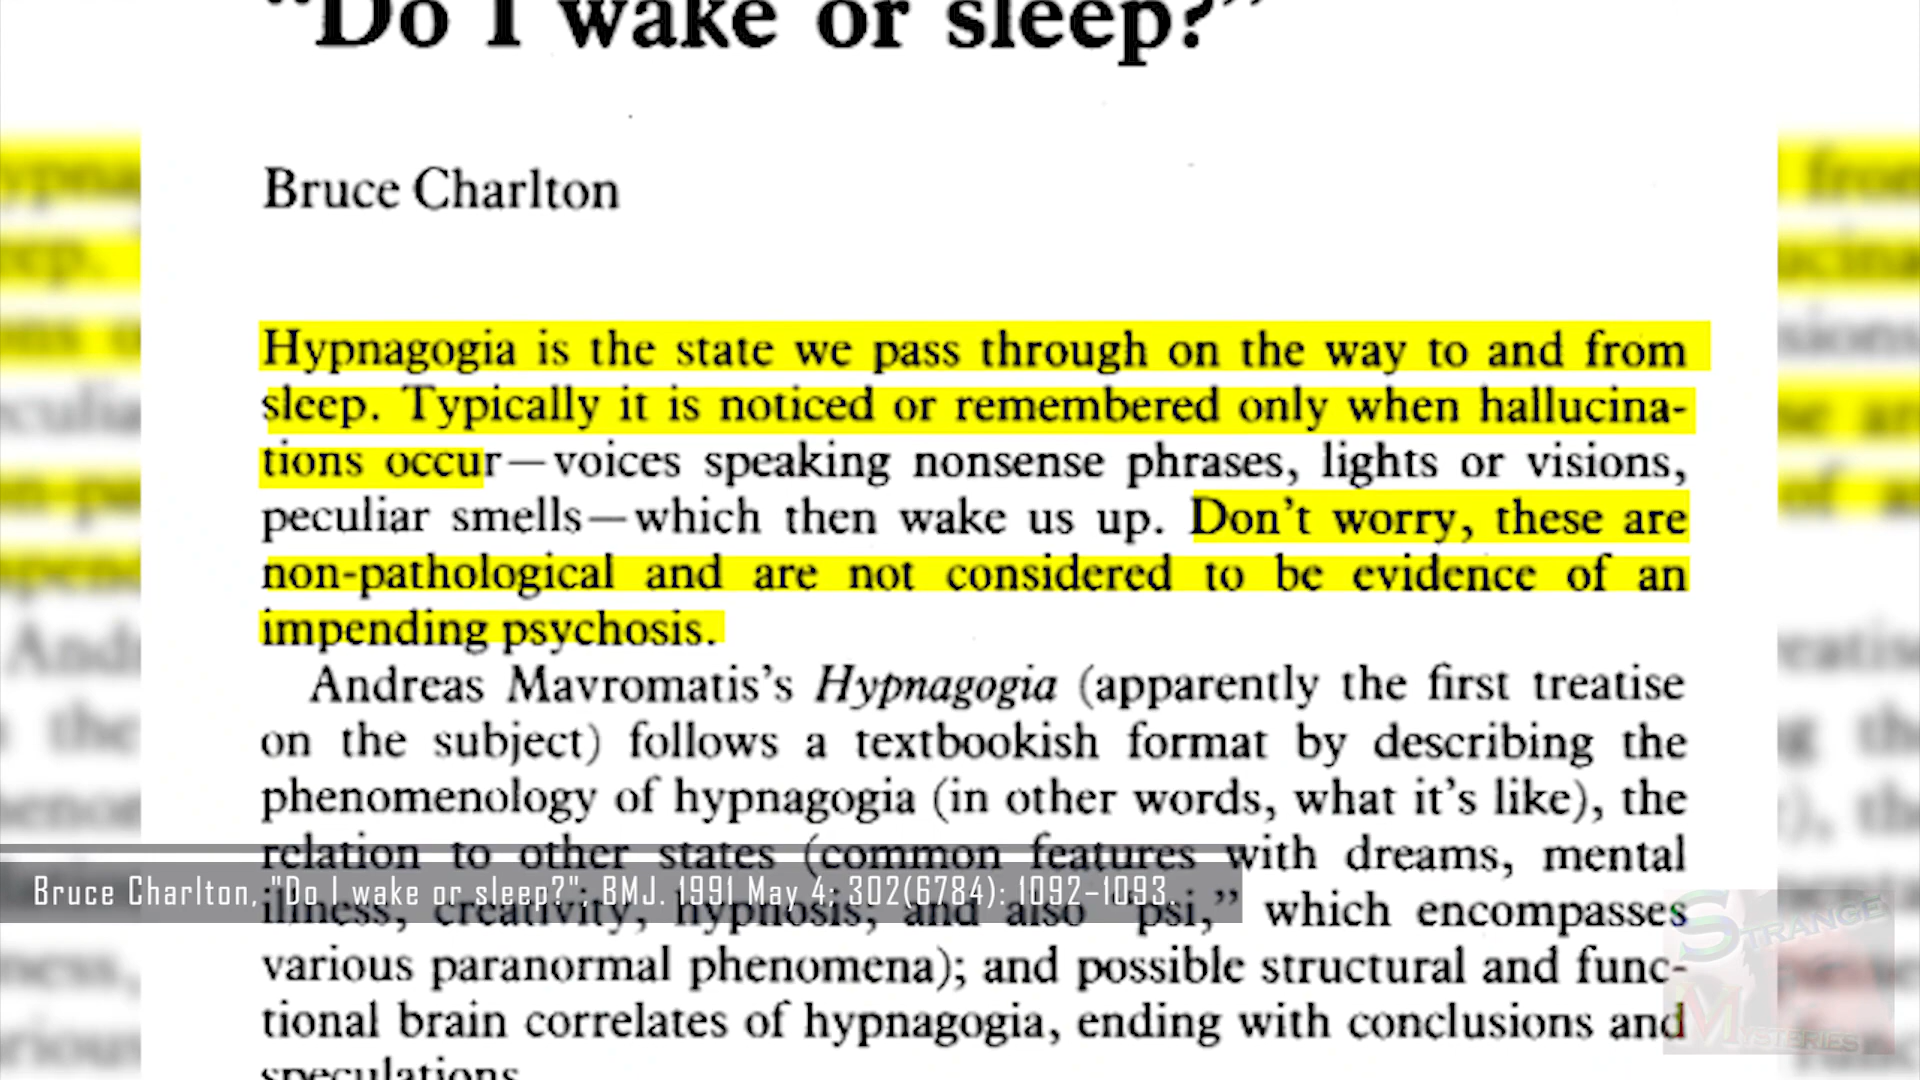 "Do I wake or sleep?"
Bruce Charlton
Hypnagogia is the state we pass through on the way to and from
sleep. Typically it is noticed or remembered only when hallucina-
tions occur—voices speaking nonsense phrases, lights or visions,
peculiar smells—which then wake us up. Don't worry, these are
non-pathological and are not considered to be evidence of an
impending psychosis.
Andreas Mavromatis's Hypnagogia (apparently the first treatise
on the subject) follows a textbookish format by describing the
phenomenology of hypnagogia (in other words, what it's like), the
relation to other states (common features with dreams, mental
illness, creativity, hypnosis, and also "psi," which encompasses
various paranormal phenomena); and possible structural and func-
tional brain correlates of hypnagogia, ending with conclusions and
speculations.
Bruce Charlton, "Do I wake or sleep?", BMJ. 1991 May 4; 302(6784): 1092-1093.
STRANGE
MYSTERIES